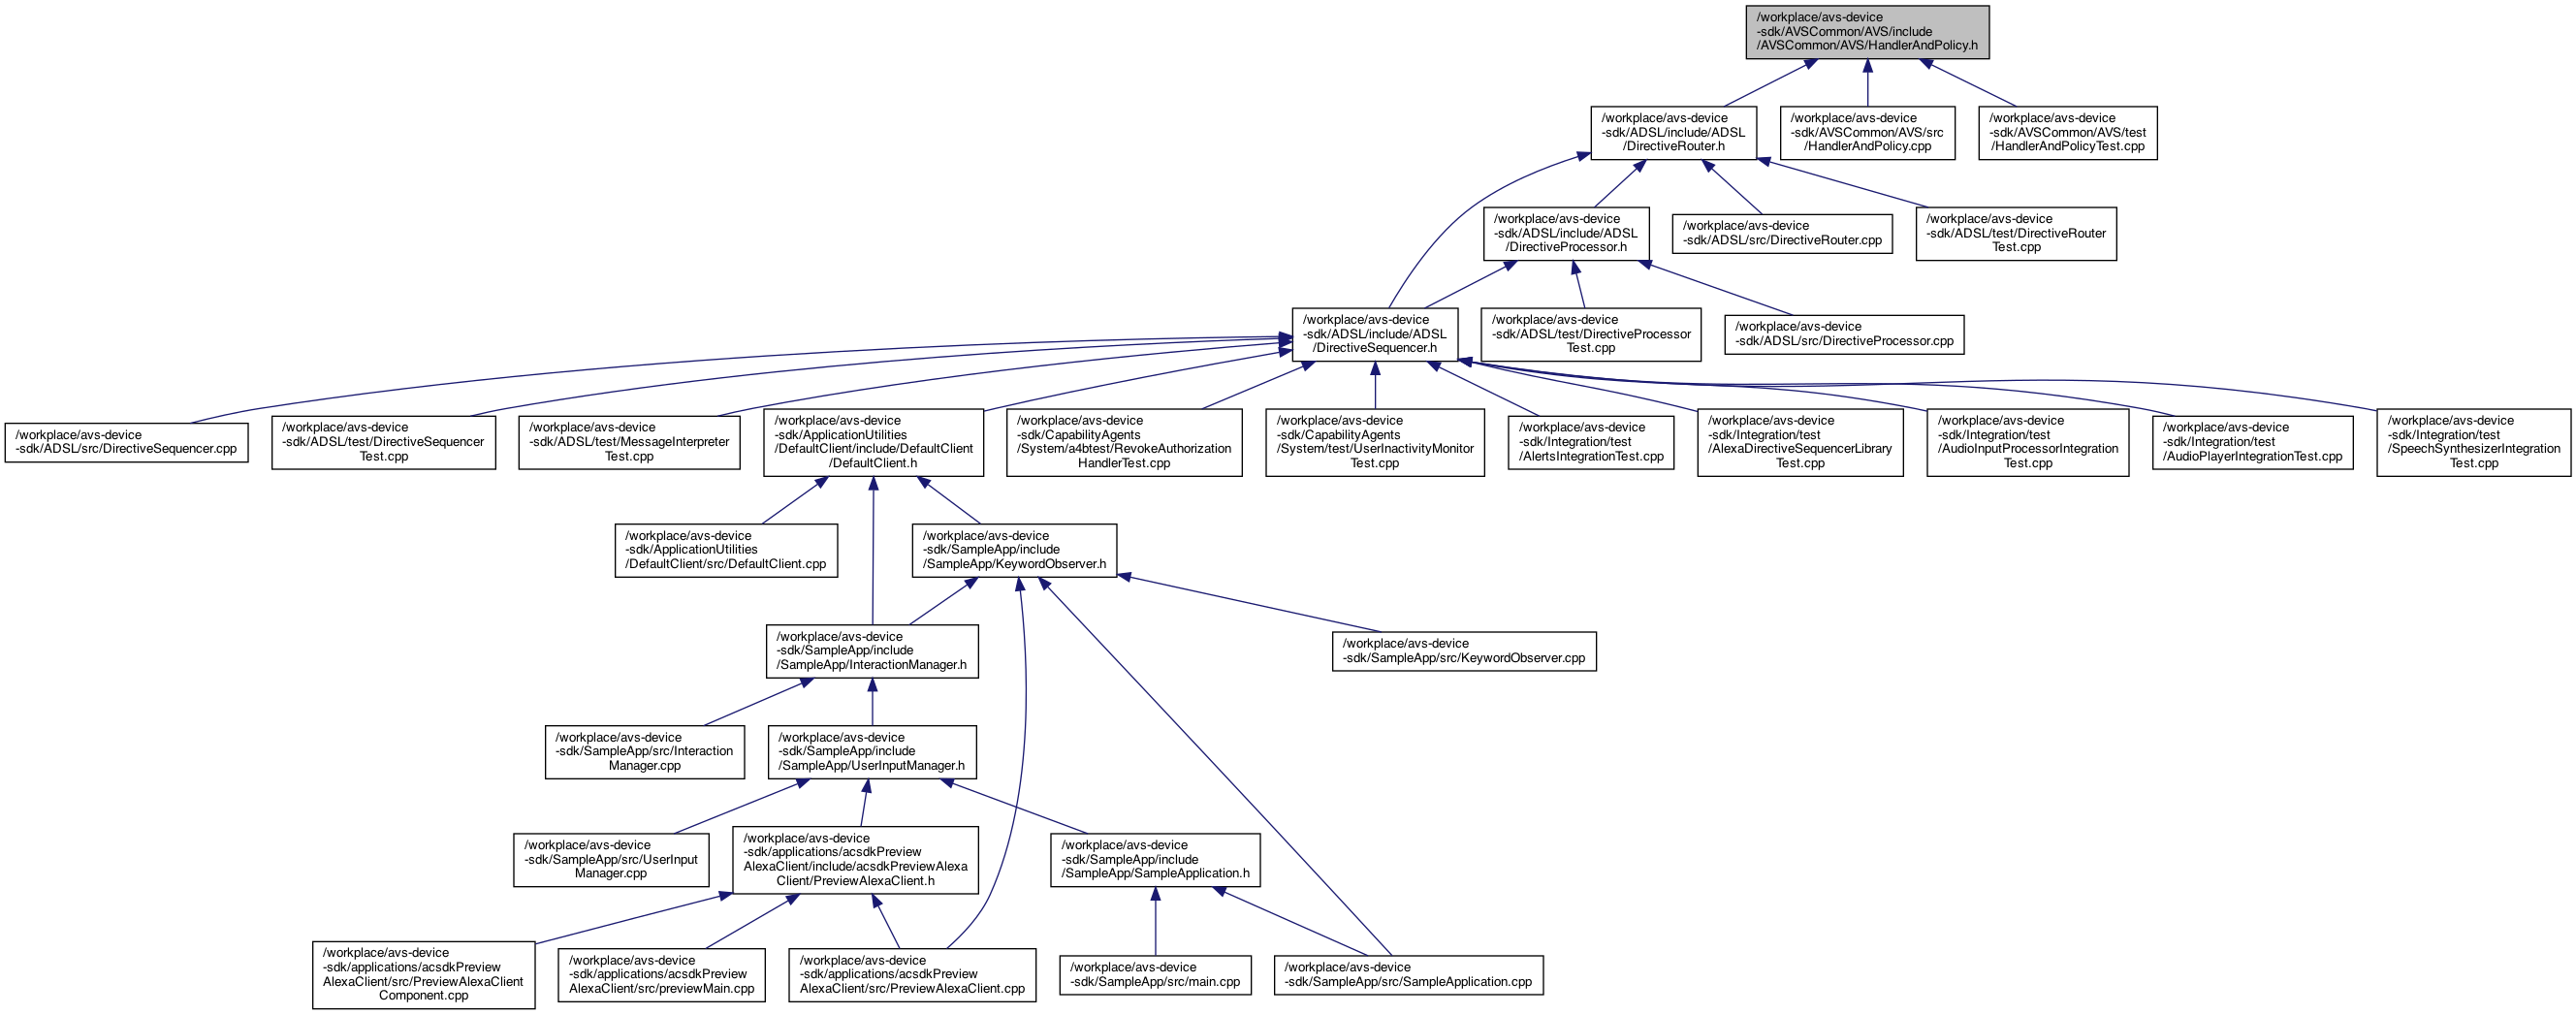 /workplace/avs-device
-sdk/AVSCommon/AVS/include
/AVSCommon/AVS/HandlerAndPolicy.h
/workplace/avs-device
-sdk/ADSL/include/ADSL
/DirectiveRouter.h
/workplace/avs-device
-sdk/AVSCommon/AVS/src
/HandlerAndPolicy.cpp
/workplace/avs-device
-sdk/AVSCommon/AVS/test
/HandlerAndPolicyTest.cpp
/workplace/avs-device
-sdk/ADSL/include/ADSL
/DirectiveProcessor.h
/workplace/avs-device
-sdk/ADSL/src/DirectiveRouter.cpp
/workplace/avs-device
-sdk/ADSL/test/DirectiveRouter
Test.cpp
/workplace/avs-device
-sdk/ADSL/include/ADSL
/DirectiveSequencer.h
/workplace/avs-device
-sdk/ADSL/test/DirectiveProcessor
Test.cpp
/workplace/avs-device
-sdk/ADSL/src/DirectiveProcessor.cpp
/workplace/avs-device
-sdk/ADSL/src/DirectiveSequencer.cpp
/workplace/avs-device
-sdk/ADSL/test/DirectiveSequencer
Test.cpp
/workplace/avs-device
-sdk/ADSL/test/MessageInterpreter
Test.cpp
/workplace/avs-device
-sdk/ApplicationUtilities
/DefaultClient/include/DefaultClient
/DefaultClient.h
/workplace/avs-device
-sdk/CapabilityAgents
/System/a4btest/RevokeAuthorization
HandlerTest.cpp
/workplace/avs-device
-sdk/CapabilityAgents
/System/test/UserInactivityMonitor
Test.cpp
/workplace/avs-device
-sdk/Integration/test
/AlertsIntegrationTest.cpp
/workplace/avs-device
-sdk/Integration/test
/AlexaDirectiveSequencerLibrary
Test.cpp
/workplace/avs-device
-sdk/Integration/test
/AudioInputProcessorIntegration
Test.cpp
/workplace/avs-device
-sdk/Integration/test
/AudioPlayerIntegrationTest.cpp
/workplace/avs-device
-sdk/Integration/test
/SpeechSynthesizerIntegration
Test.cpp
/workplace/avs-device
-sdk/ApplicationUtilities
/DefaultClient/src/DefaultClient.cpp
/workplace/avs-device
-sdk/SampleApp/include
/SampleApp/KeywordObserver.h
/workplace/avs-device
-sdk/SampleApp/include
/SampleApp/InteractionManager.h
/workplace/avs-device
-sdk/SampleApp/src/KeywordObserver.cpp
/workplace/avs-device
-sdk/SampleApp/src/Interaction
Manager.cpp
/workplace/avs-device
-sdk/SampleApp/include
/SampleApp/UserInputManager.h
/workplace/avs-device
-sdk/SampleApp/src/UserInput
Manager.cpp
/workplace/avs-device
-sdk/applications/acsdkPreview
AlexaClient/include/acsdkPreviewAlexa
Client/PreviewAlexaClient.h
/workplace/avs-device
-sdk/SampleApp/include
/SampleApp/SampleApplication.h
/workplace/avs-device
-sdk/applications/acsdkPreview
AlexaClient/src/PreviewAlexaClient
Component.cpp
/workplace/avs-device
-sdk/applications/acsdkPreview
AlexaClient/src/previewMain.cpp
/workplace/avs-device
-sdk/applications/acsdkPreview
AlexaClient/src/PreviewAlexaClient.cpp
/workplace/avs-device
-sdk/SampleApp/src/main.cpp
/workplace/avs-device
-sdk/SampleApp/src/SampleApplication.cpp